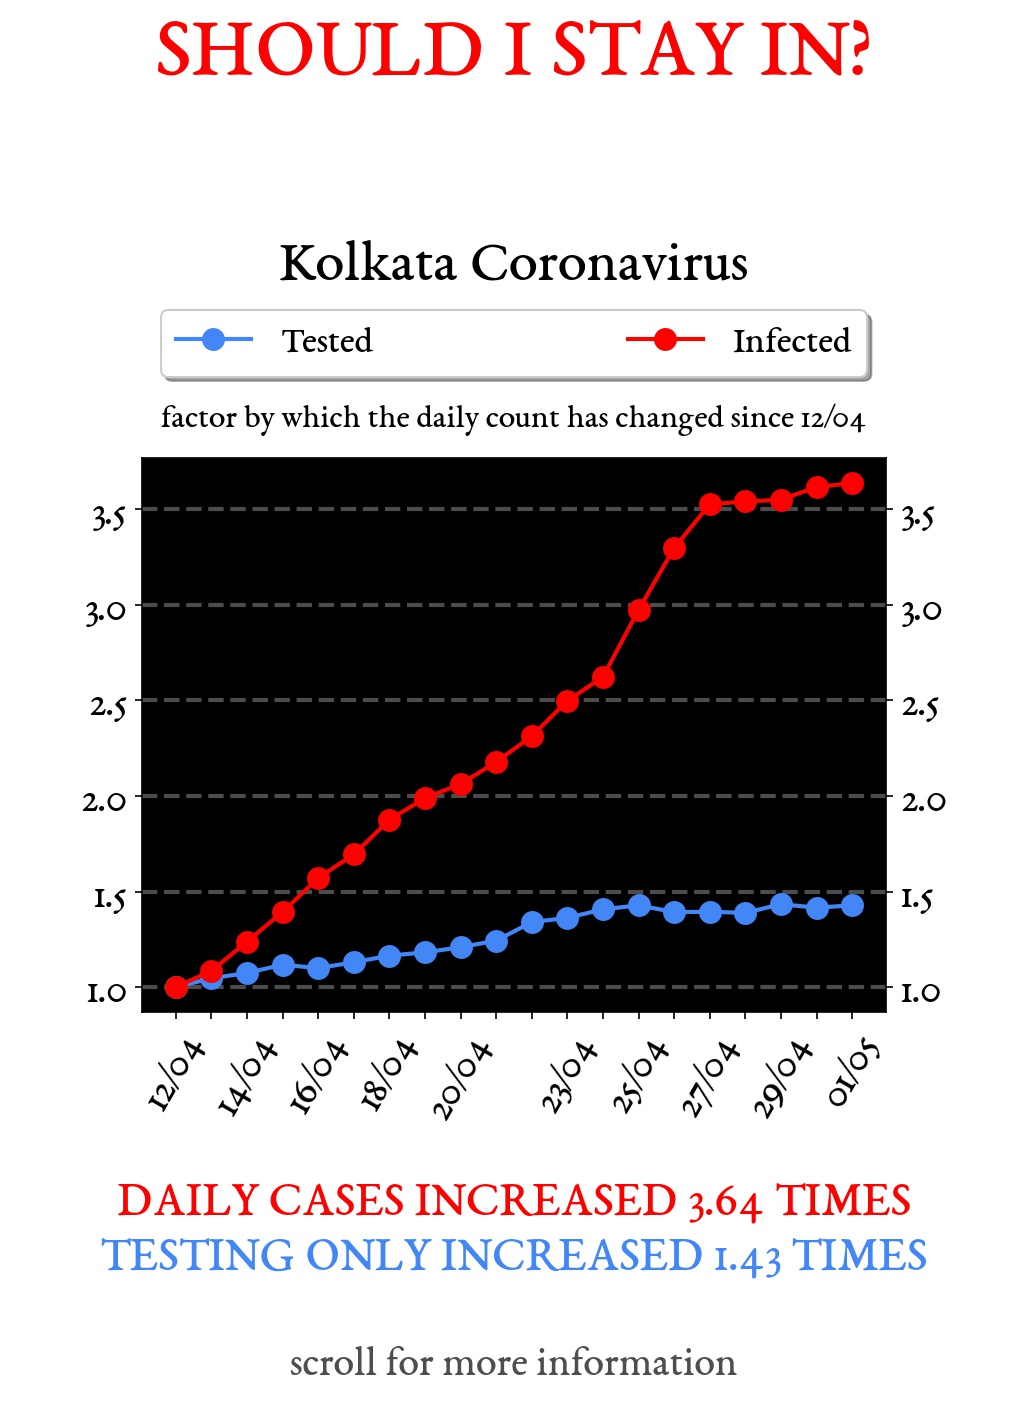 SHOULD I STAY IN?
Kolkata Coronavirus
Tested Infected
factor by which the daily count has changed since 12/04
3.5 3.5
3.0 3.0
2.5 2.5
2.0 2.0
1.5 1.5
1.0 1.0
12/04 14/04 16/04 18/04 20/04 23/04 25/04 27/04 29/04 01/05
DAILY CASES INCREASED 3.64 TIMES
TESTING ONLY INCREASED 1.43 TIMES
scroll for more information